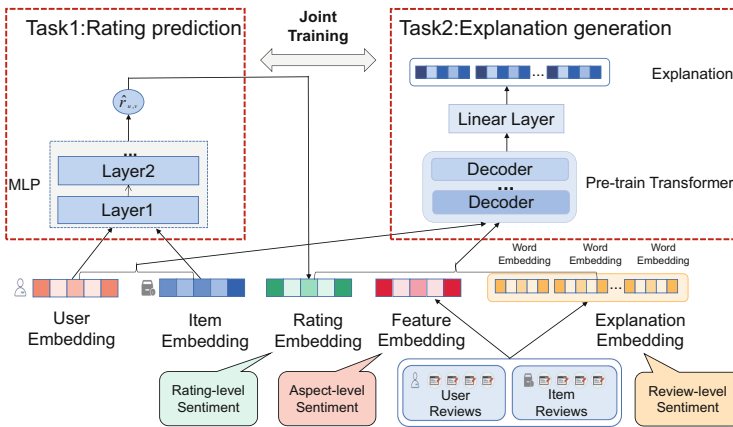 Task1:Rating prediction
Joint
Training
Task2:Explanation generation
Explanation
r̂u,v
Linear Layer
...
Layer2
MLP
Layer1
Decoder
...
Decoder
Pre-train Transformer
Word
Embedding
Word
Embedding
Word
Embedding
User
Embedding
Item
Embedding
Rating
Embedding
Feature
Embedding
Explanation
Embedding
Rating-level
Sentiment
Aspect-level
Sentiment
User
Reviews
Item
Reviews
Review-level
Sentiment